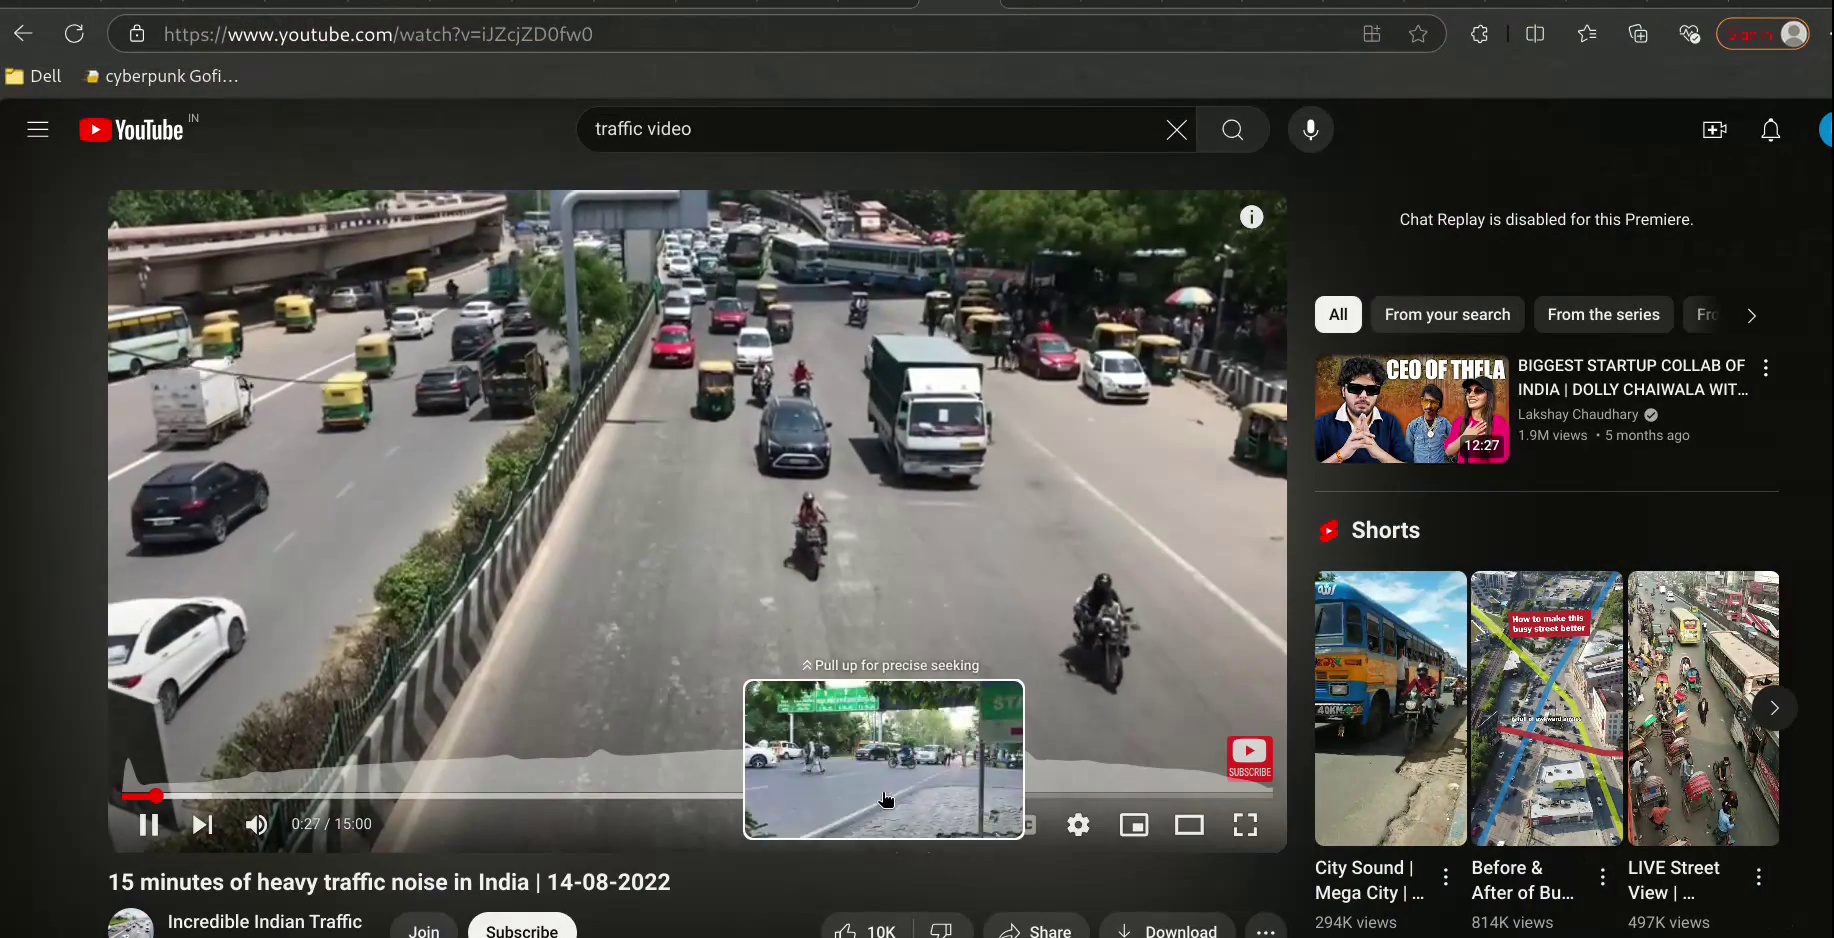 https://www.youtube.com/watch?v=iJZcjZD0fw0
Sign in
Dell
cyberpunk Gofi...
YouTube
IN
traffic video
Chat Replay is disabled for this Premiere.
All
From your search
From the series
Fro
CEO OF THELA
12:27
BIGGEST STARTUP COLLAB OF
INDIA | DOLLY CHAIWALA WIT...
Lakshay Chaudhary
1.9M views • 5 months ago
Shorts
How to make this
busy street better
Pull up for precise seeking
STA
SUBSCRIBE
0:27 / 15:00
15 minutes of heavy traffic noise in India | 14-08-2022
City Sound |
Mega City | ...
294K views
Before &
After of Bu...
814K views
LIVE Street
View | ...
497K views
Incredible Indian Traffic
Join
Subscribe
10K
Share
Download